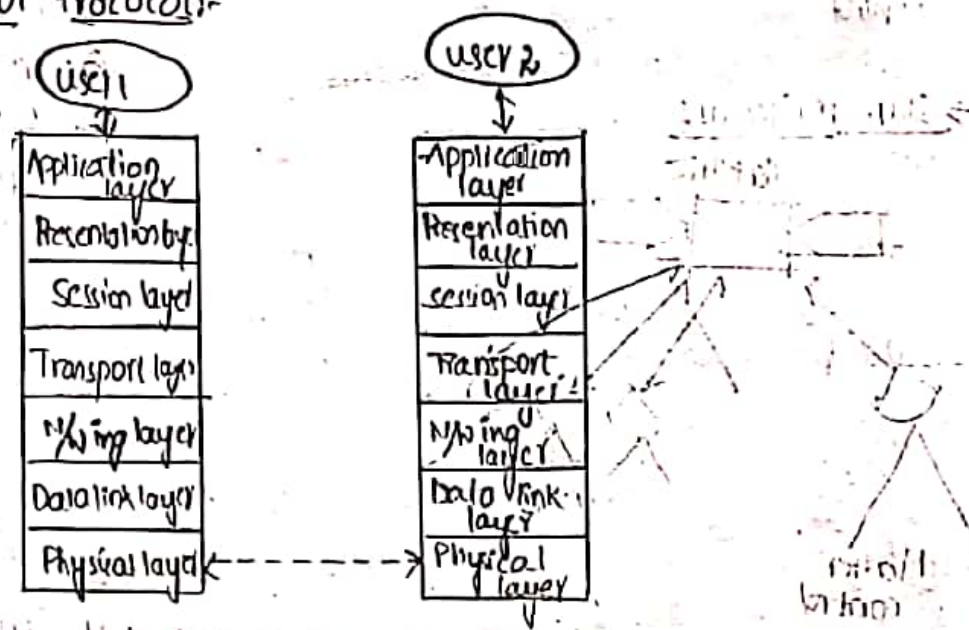 Protocols:-
User 1
User 2
Application
layer
Presentation layer
Session layer
Transport layer
N/w ing layer
Data link layer
Physical layer
Application
layer
Presentation
layer
session layer
Transport
layer
N/w ing
layer
Data link
layer
Physical
layer